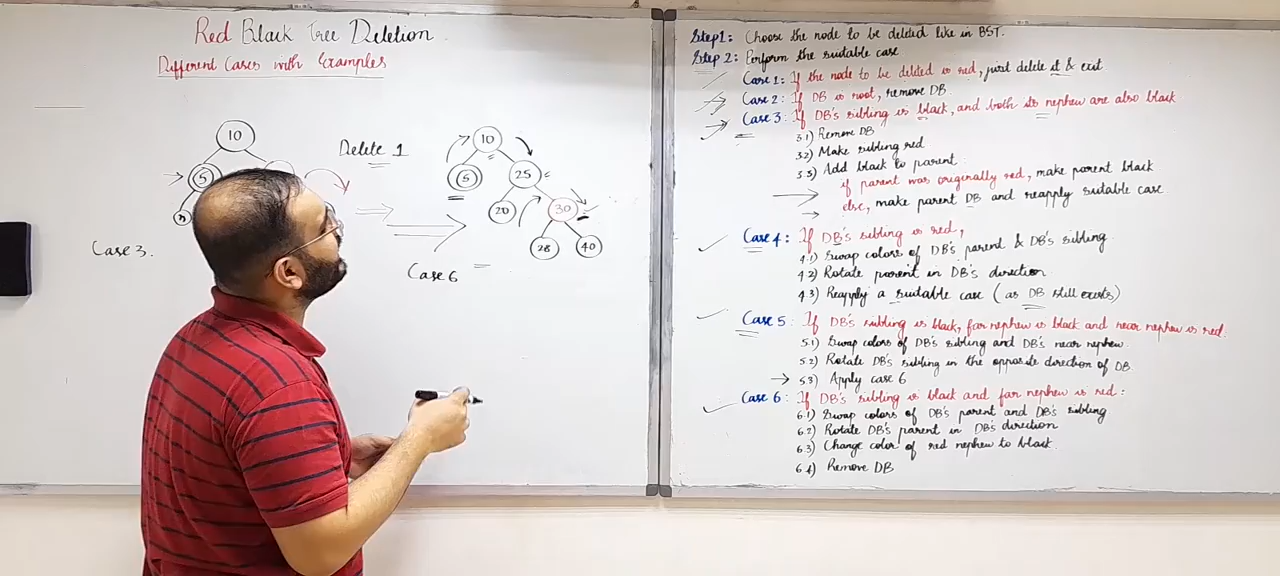 Red Black Tree Deletion
Different Cases with Examples
10
5
Delete 1
10
5
25
20
30
28
40
Case 3.
Case 6
Step1: Choose the node to be deleted like in BST.
Step 2: Perform the suitable case
Case 1: If the node to be deleted is red, just delete it & exit
Case 2: If DB is root, remove DB.
Case 3: If DB's sibling is black, and both its nephew are also black
3.1) Remove DB
3.2) Make sibling red
3.3) Add black to parent.
if parent was originally red, make parent black
else, make parent DB and reapply suitable case
Case 4: If DB's sibling is red,
4.1) Swap colors of DB's parent & DB's sibling
4.2) Rotate parent in DB's direction
4.3) Reapply a suitable case (as DB still exists)
Case 5: If DB's sibling is black, far nephew is black and near nephew is red.
5.1) Swap colors of DB's sibling and DB's near nephew.
5.2) Rotate DB's sibling in the opposite direction of DB
5.3) Apply case 6
Case 6: If DB's sibling is black and far nephew is red:
6.1) Swap colors of DB's parent and DB's sibling
6.2) Rotate DB's parent in DB's direction
6.3) Change color of red nephew to black.
6.4) Remove DB